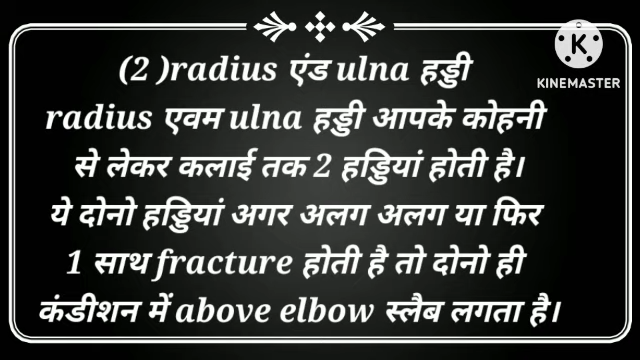 (2 )radius एंड ulna हड्डी
K
KINEMASTER
radius एवम ulna हड्डी आपके कोहनी
से लेकर कलाई तक 2 हड्डियां होती है।
ये दोनो हड्डियां अगर अलग अलग या फिर
1 साथ fracture होती है तो दोनो ही
कंडीशन में above elbow स्लैब लगता है।